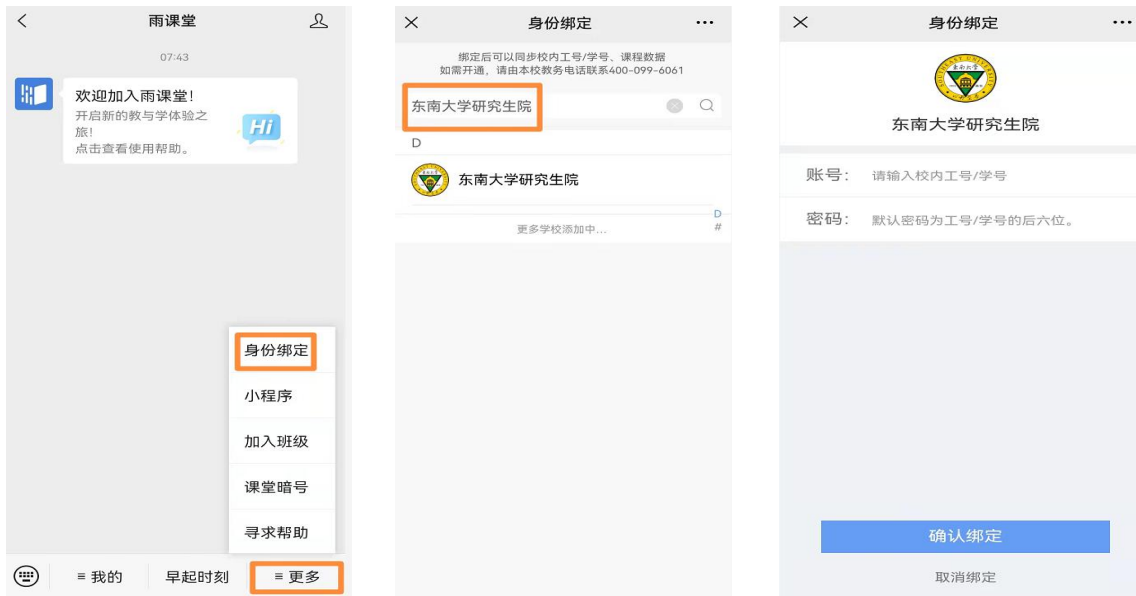 雨课堂
07:43
欢迎加入雨课堂!
开启新的教与学体验之
旅!
点击查看使用帮助。
Hi
身份绑定
小程序
加入班级
课堂暗号
寻求帮助
≡ 我的
早起时刻
≡ 更多
身份绑定
绑定后可以同步校内工号/学号、课程数据
如需开通，请由本校教务电话联系400-099-6061
东南大学研究生院
D
东南大学研究生院
D
#
更多学校添加中...
身份绑定
东南大学研究生院
账号： 请输入校内工号/学号
密码： 默认密码为工号/学号的后六位。
确认绑定
取消绑定